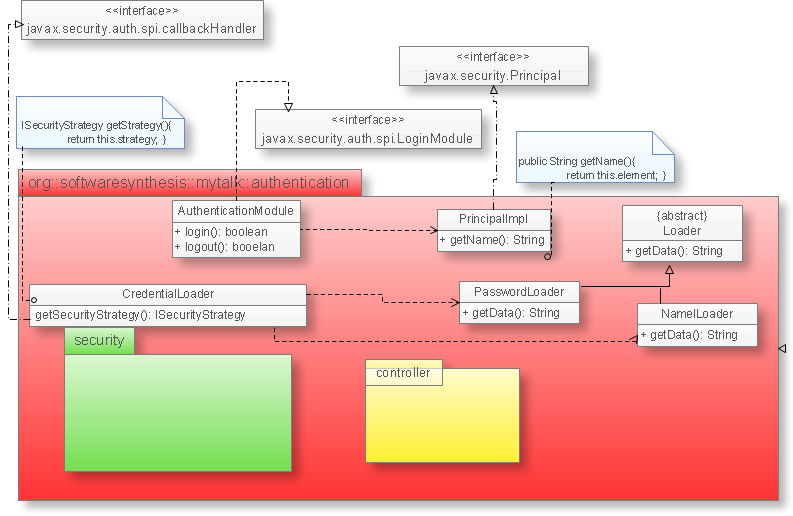 <<interface>>
javax.security.auth.spi.callbackHandler
<<interface>>
javax.security.Principal
<<interface>>
javax.security.auth.spi.LoginModule
ISecurityStrategy getStrategy(){
return this.strategy; }
public String getName(){
return this.element; }
org::softwaresynthesis::mytalk::authentication
AuthenticationModule
+ login(): boolean
+ logout(): booelan
PrincipalImpl
+ getName(): String
{abstract}
Loader
+ getData(): String
CredentialLoader
getSecurityStrategy(): ISecurityStrategy
PasswordLoader
+ getData(): String
NamelLoader
+ getData(): String
security
controller